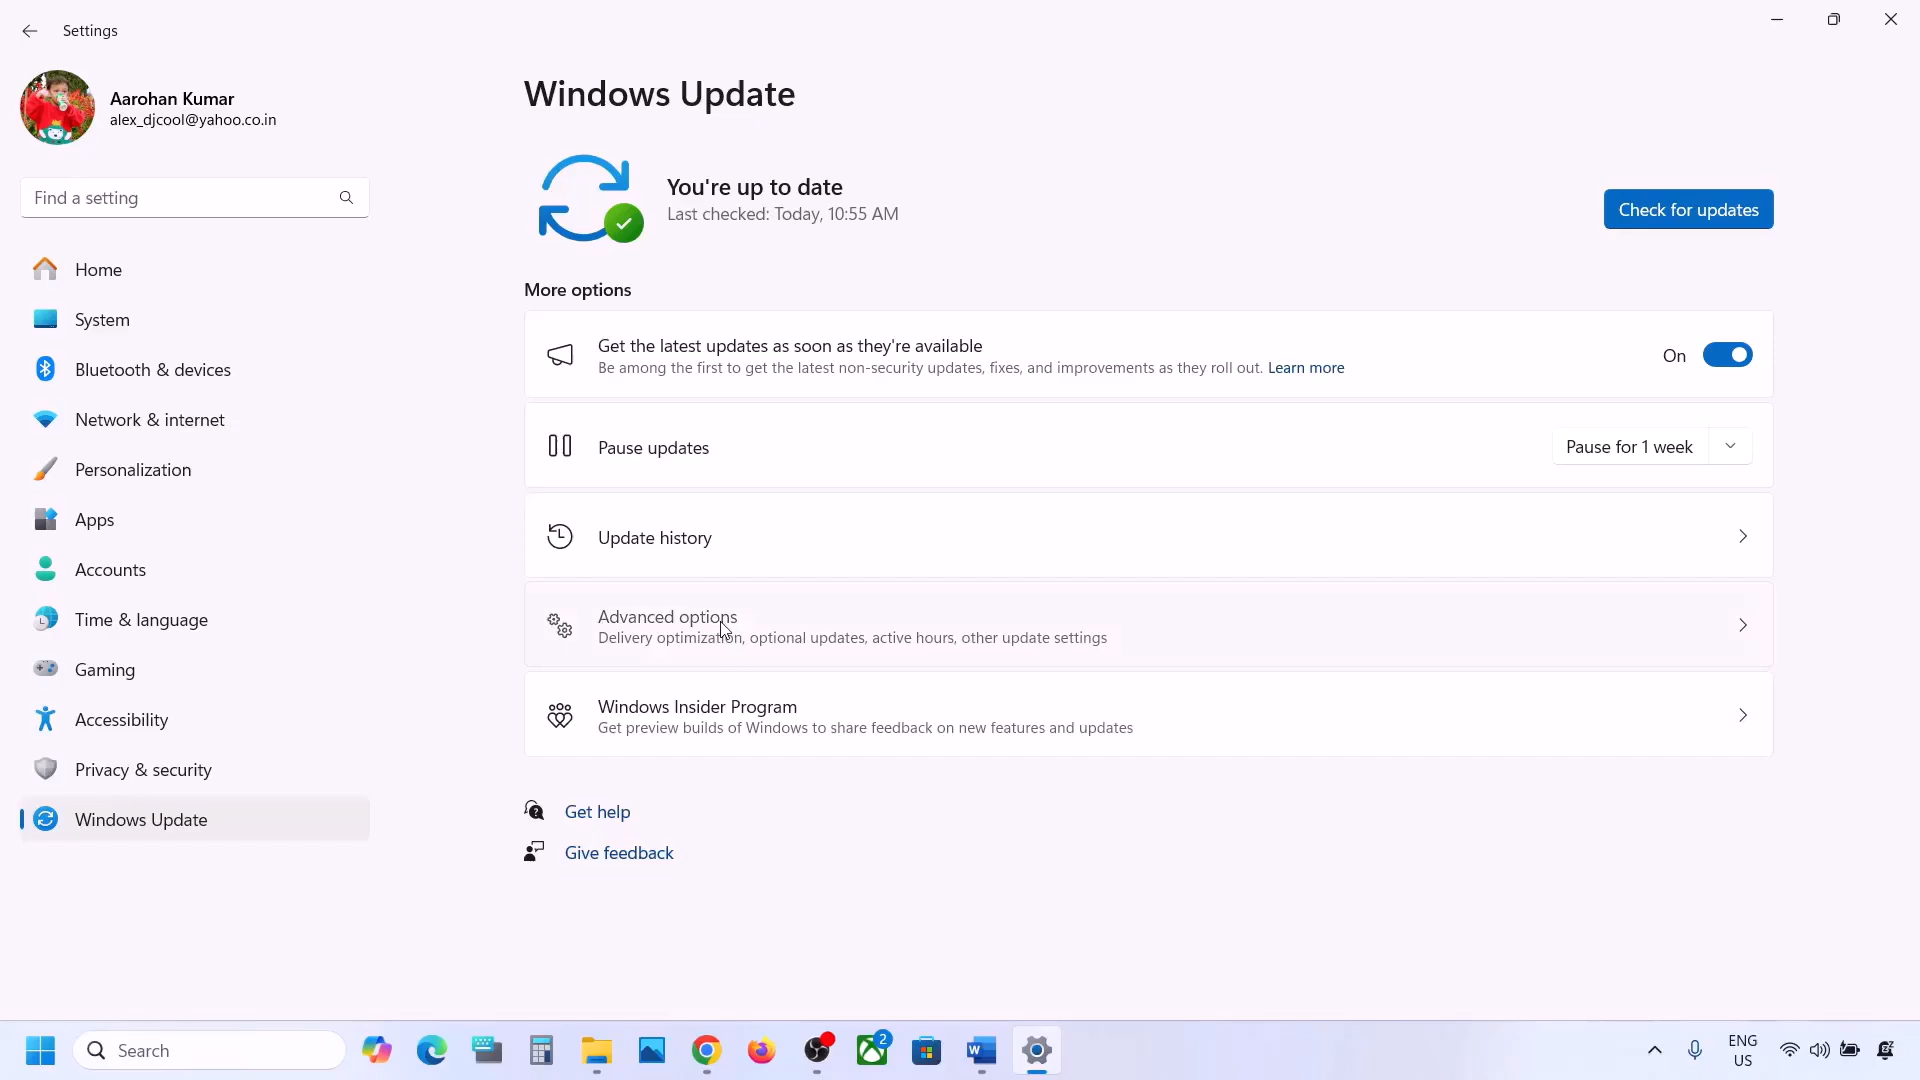 Settings
Aarohan Kumar
alex_djcool@yahoo.co.in
Find a setting
Home
System
Bluetooth & devices
Network & internet
Personalization
Apps
Accounts
Time & language
Gaming
Accessibility
Privacy & security
Windows Update
Windows Update
You're up to date
Last checked: Today, 10:55 AM
Check for updates
More options
Get the latest updates as soon as they're available
Be among the first to get the latest non-security updates, fixes, and improvements as they roll out. Learn more
On
Pause updates
Pause for 1 week
Update history
Advanced options
Delivery optimization, optional updates, active hours, other update settings
Windows Insider Program
Get preview builds of Windows to share feedback on new features and updates
Get help
Give feedback
Search
2
ENG
US